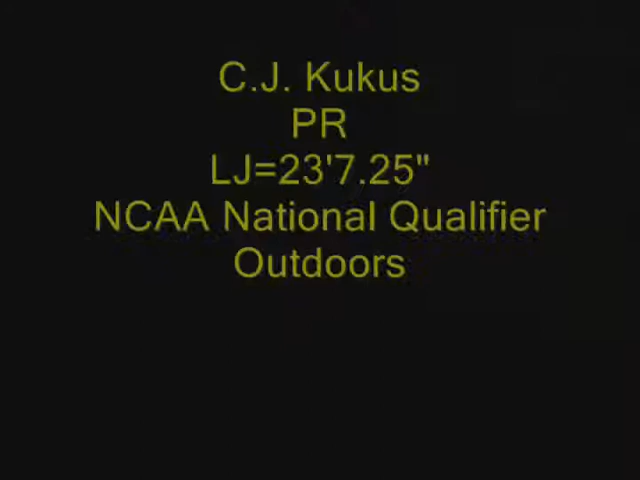 C.J. Kukus
PR
LJ=23'7.25"
NCAA National Qualifier
Outdoors